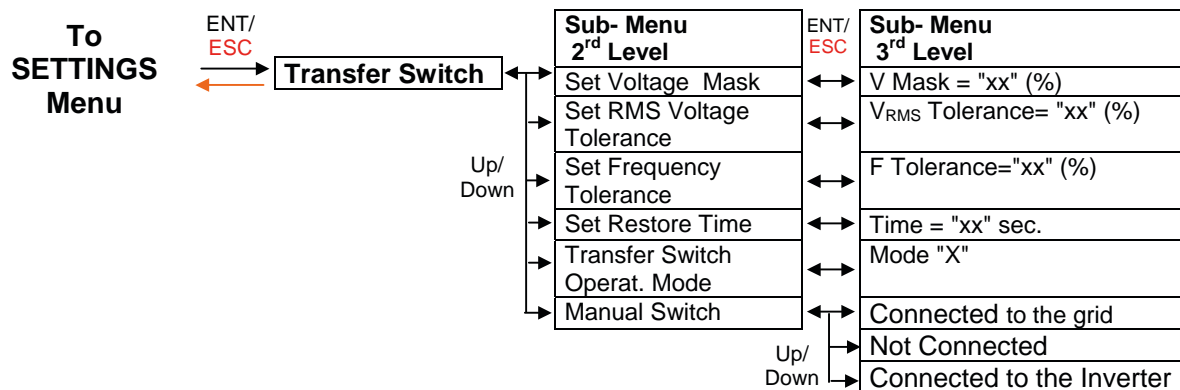 To
SETTINGS
Menu
ENT/
ESC
Transfer Switch
Up/
Down
Sub- Menu
2rd Level
Set Voltage Mask
Set RMS Voltage
Tolerance
Set Frequency
Tolerance
Set Restore Time
Transfer Switch
Operat. Mode
Manual Switch
ENT/
ESC
Sub- Menu
3rd Level
V Mask = "xx" (%)
VRMS Tolerance= "xx" (%)
F Tolerance="xx" (%)
Time = "xx" sec.
Mode "X"
Connected to the grid
Up/
Down
Not Connected
Connected to the Inverter